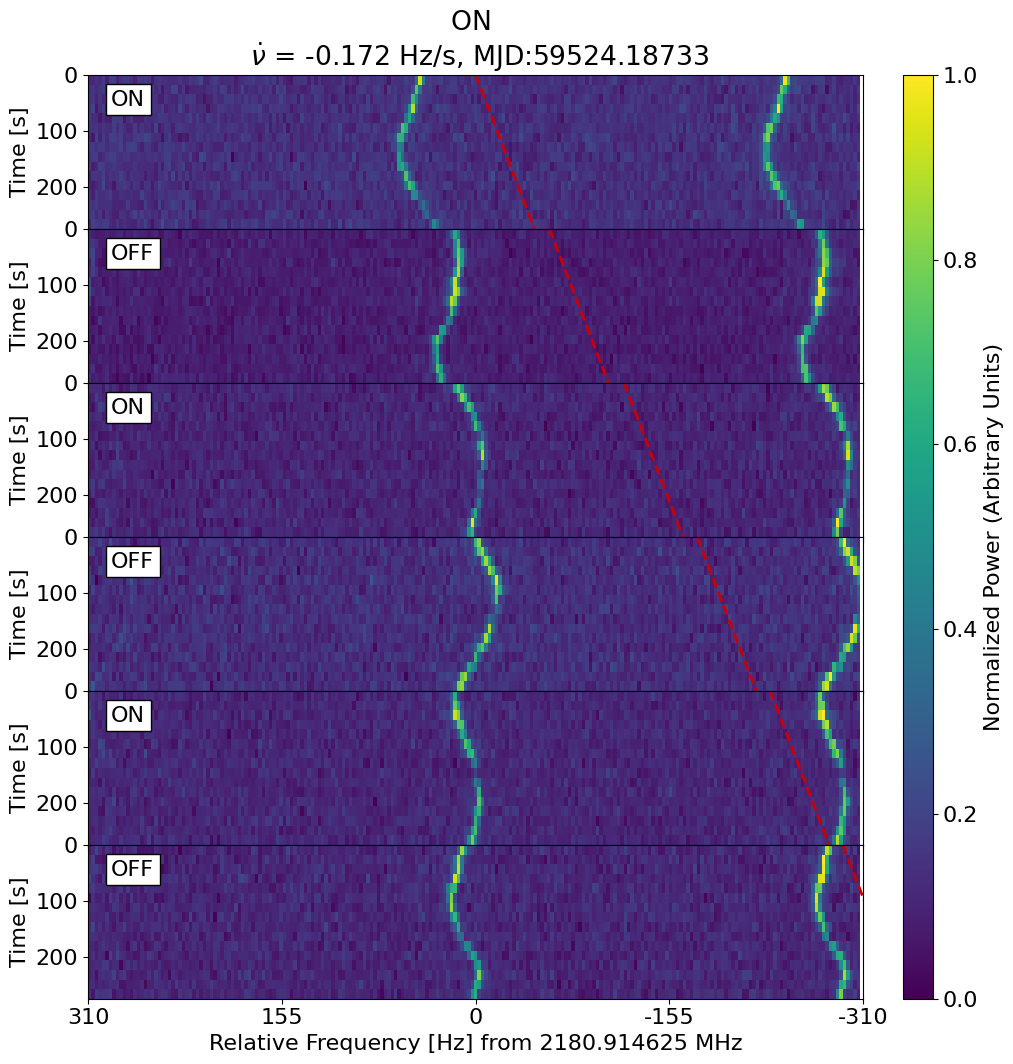 ON
ν̇ = -0.172 Hz/s, MJD:59524.18733
0
100
200
Time [s]
ON
0
100
200
Time [s]
OFF
0
100
200
Time [s]
ON
0
100
200
Time [s]
OFF
0
100
200
Time [s]
ON
0
100
200
Time [s]
OFF
310 155 0 -155 -310
Relative Frequency [Hz] from 2180.914625 MHz
1.0
0.8
0.6
0.4
0.2
0.0
Normalized Power (Arbitrary Units)